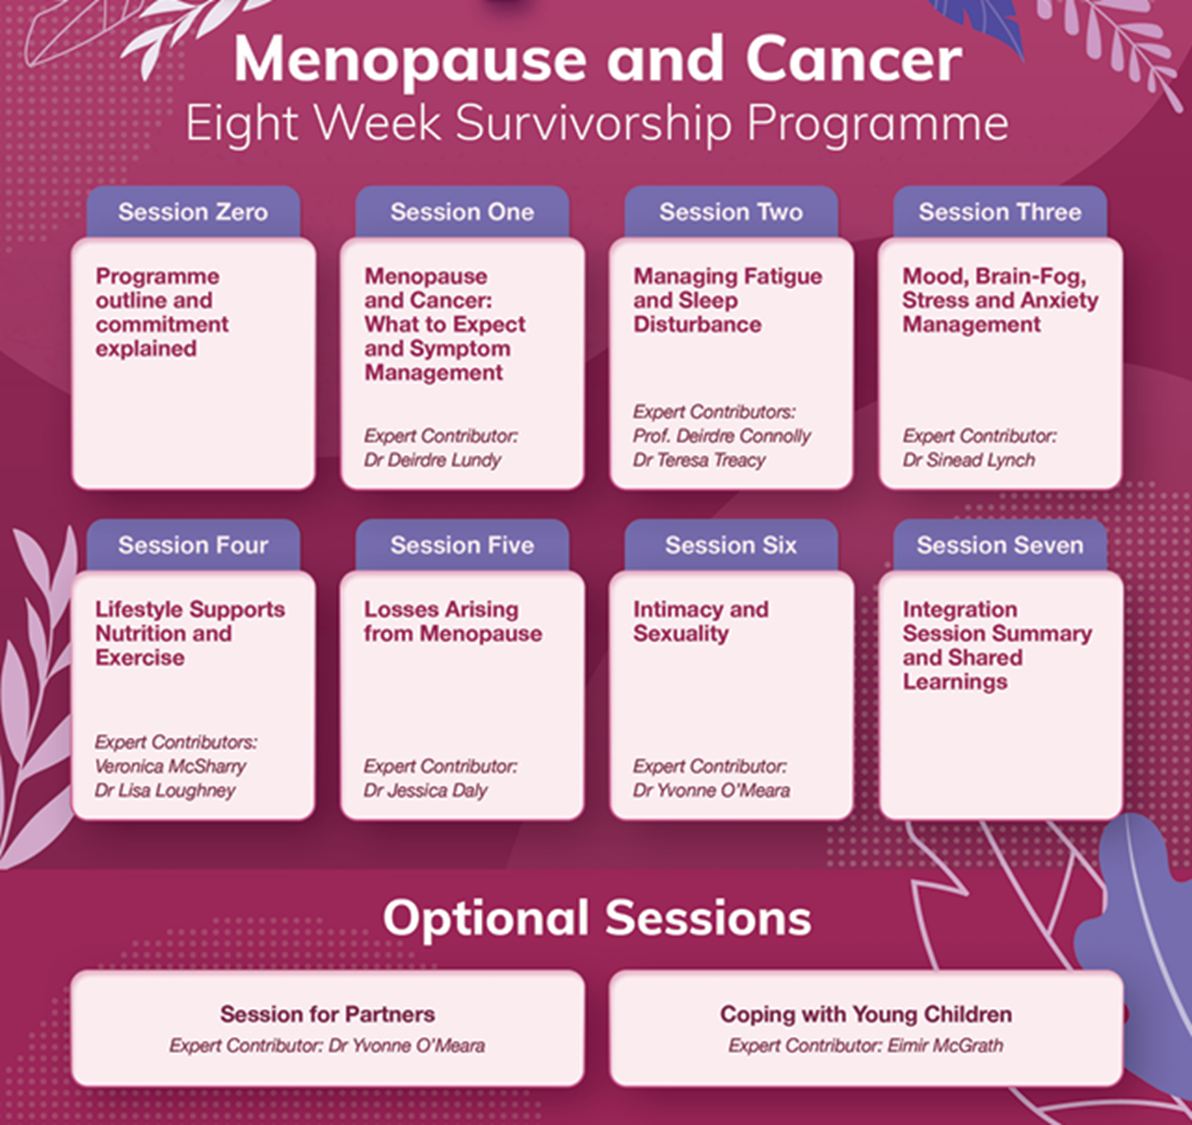 Menopause and Cancer
Eight Week Survivorship Programme
Session Zero
Programme
outline and
commitment
explained
Session One
Menopause
and Cancer:
What to Expect
and Symptom
Management
Expert Contributor:
Dr Deirdre Lundy
Session Two
Managing Fatigue
and Sleep
Disturbance
Expert Contributors:
Prof. Deirdre Connolly
Dr Teresa Treacy
Session Three
Mood, Brain-Fog,
Stress and Anxiety
Management
Expert Contributor:
Dr Sinead Lynch
Session Four
Lifestyle Supports
Nutrition and
Exercise
Expert Contributors:
Veronica McSharry
Dr Lisa Loughney
Session Five
Losses Arising
from Menopause
Expert Contributor:
Dr Jessica Daly
Session Six
Intimacy and
Sexuality
Expert Contributor:
Dr Yvonne O'Meara
Session Seven
Integration
Session Summary
and Shared
Learnings
Optional Sessions
Session for Partners
Expert Contributor: Dr Yvonne O'Meara
Coping with Young Children
Expert Contributor: Eimir McGrath